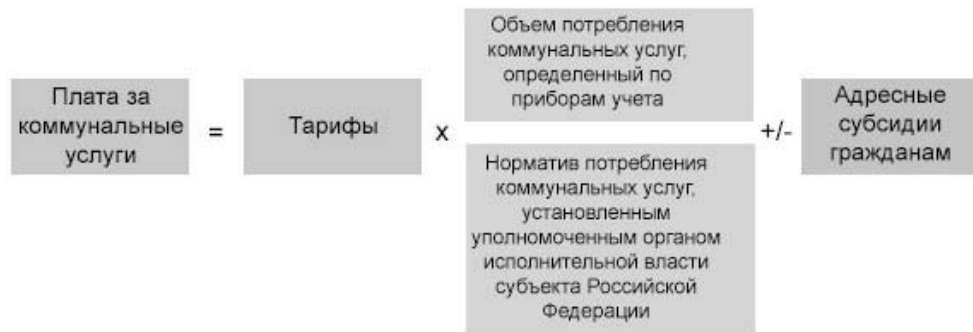 Плата за
коммунальные
услуги
=
Тарифы
x
Объем потребления
коммунальных услуг,
определенный по
приборам учета
Норматив потребления
коммунальных услуг,
установленным
уполномоченным органом
исполнительной власти
субъекта Российской
Федерации
+/-
Адресные
субсидии
гражданам